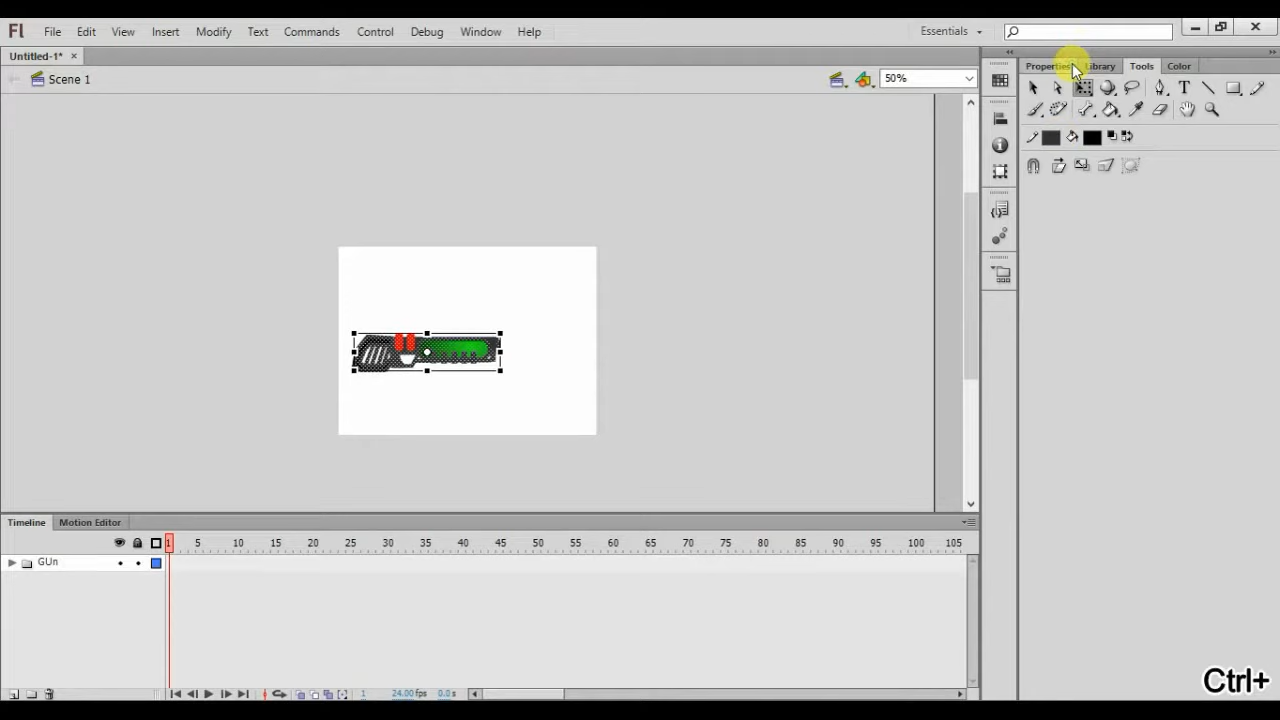 Fl File Edit View Insert Modify Text Commands Control Debug Window Help Essentials
Untitled-1* ×
Properties Library Tools Color
Scene 1 50%
Timeline Motion Editor
1 5 10 15 20 25 30 35 40 45 50 55 60 65 70 75 80 85 90 95 100 105
GUn
1 24.00 fps 0.0 s
Ctrl+